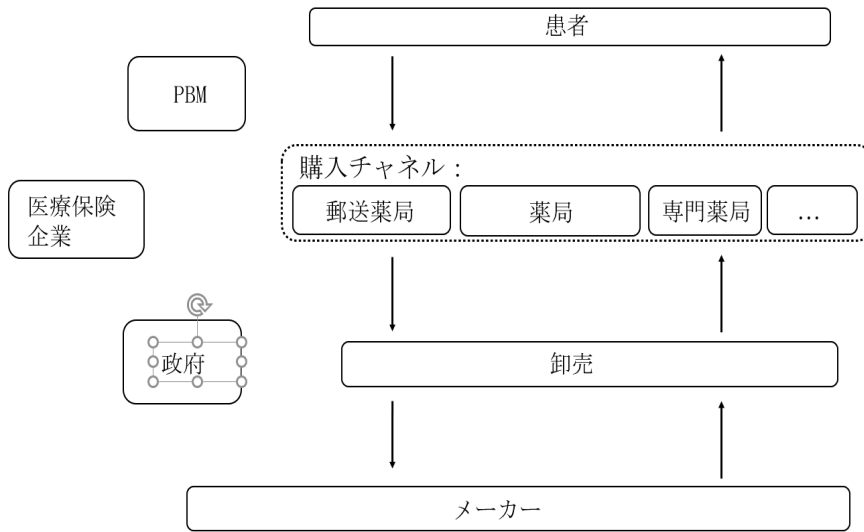 患者
PBM
購入チャネル：
医療保険
企業
郵送薬局
薬局
専門薬局
…
政府
卸売
メーカー